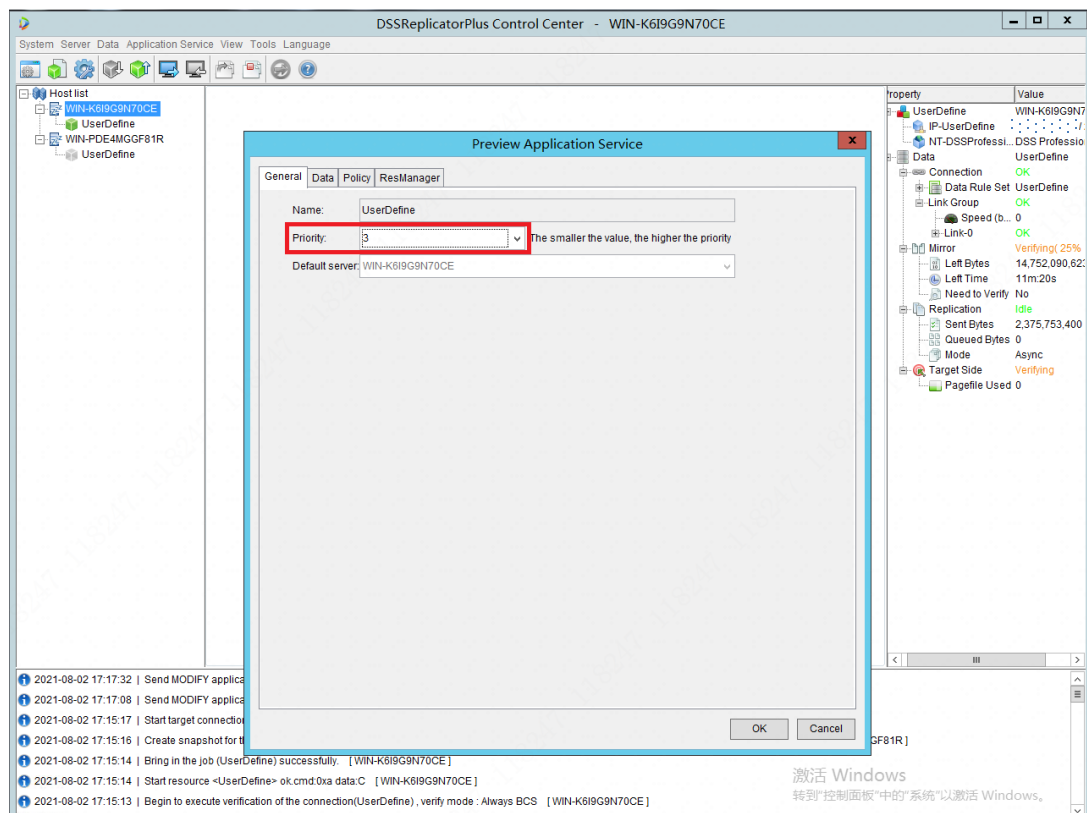 DSSReplicatorPlus Control Center - WIN-K6I9G9N70CE
System Server Data Application Service View Tools Language
Host list
WIN-K6I9G9N70CE
UserDefine
WIN-PDE4MGGF81R
UserDefine
Preview Application Service
General Data Policy ResManager
Name: UserDefine
Priority: 3 The smaller the value, the higher the priority
Default server: WIN-K6I9G9N70CE
OK Cancel
Property Value
UserDefine WIN-K6I9G9N7
IP-UserDefine
NT-DSSProfessi... DSS Professio
Data UserDefine
Connection OK
Data Rule Set UserDefine
Link Group OK
Speed (b... 0
Link-0 OK
Mirror Verifying( 25%
Left Bytes 14,752,090,623
Left Time 11m:20s
Need to Verify No
Replication Idle
Sent Bytes 2,375,753,400
Queued Bytes 0
Mode Async
Target Side Verifying
Pagefile Used 0
2021-08-02 17:17:32 | Send MODIFY applica
2021-08-02 17:17:08 | Send MODIFY applica
2021-08-02 17:15:17 | Start target connection
2021-08-02 17:15:16 | Create snapshot for t GF81R ]
2021-08-02 17:15:14 | Bring in the job (UserDefine) successfully. [ WIN-K6I9G9N70CE ]
2021-08-02 17:15:14 | Start resource <UserDefine> ok.cmd:0xa data:C [ WIN-K6I9G9N70CE ]
2021-08-02 17:15:13 | Begin to execute verification of the connection(UserDefine) , verify mode : Always BCS [ WIN-K6I9G9N70CE ]
激活 Windows
转到"控制面板"中的"系统"以激活 Windows。